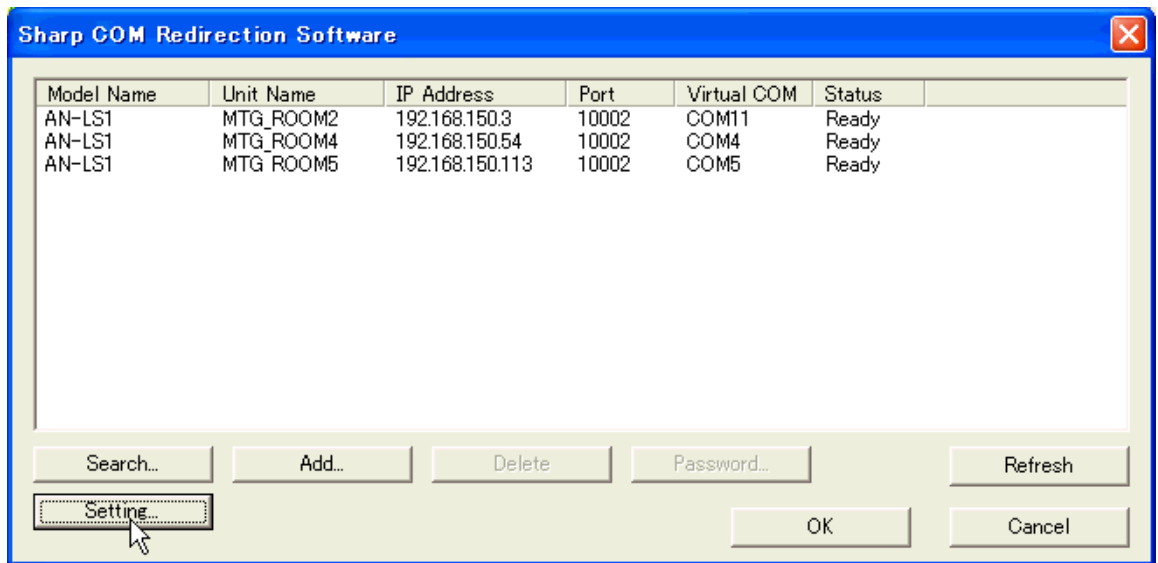 Sharp COM Redirection Software
Model Name Unit Name IP Address Port Virtual COM Status
AN-LS1 MTG_ROOM2 192.168.150.3 10002 COM11 Ready
AN-LS1 MTG_ROOM4 192.168.150.54 10002 COM4 Ready
AN-LS1 MTG ROOM5 192.168.150.113 10002 COM5 Ready
Search... Add... Delete Password... Refresh
Setting... OK Cancel